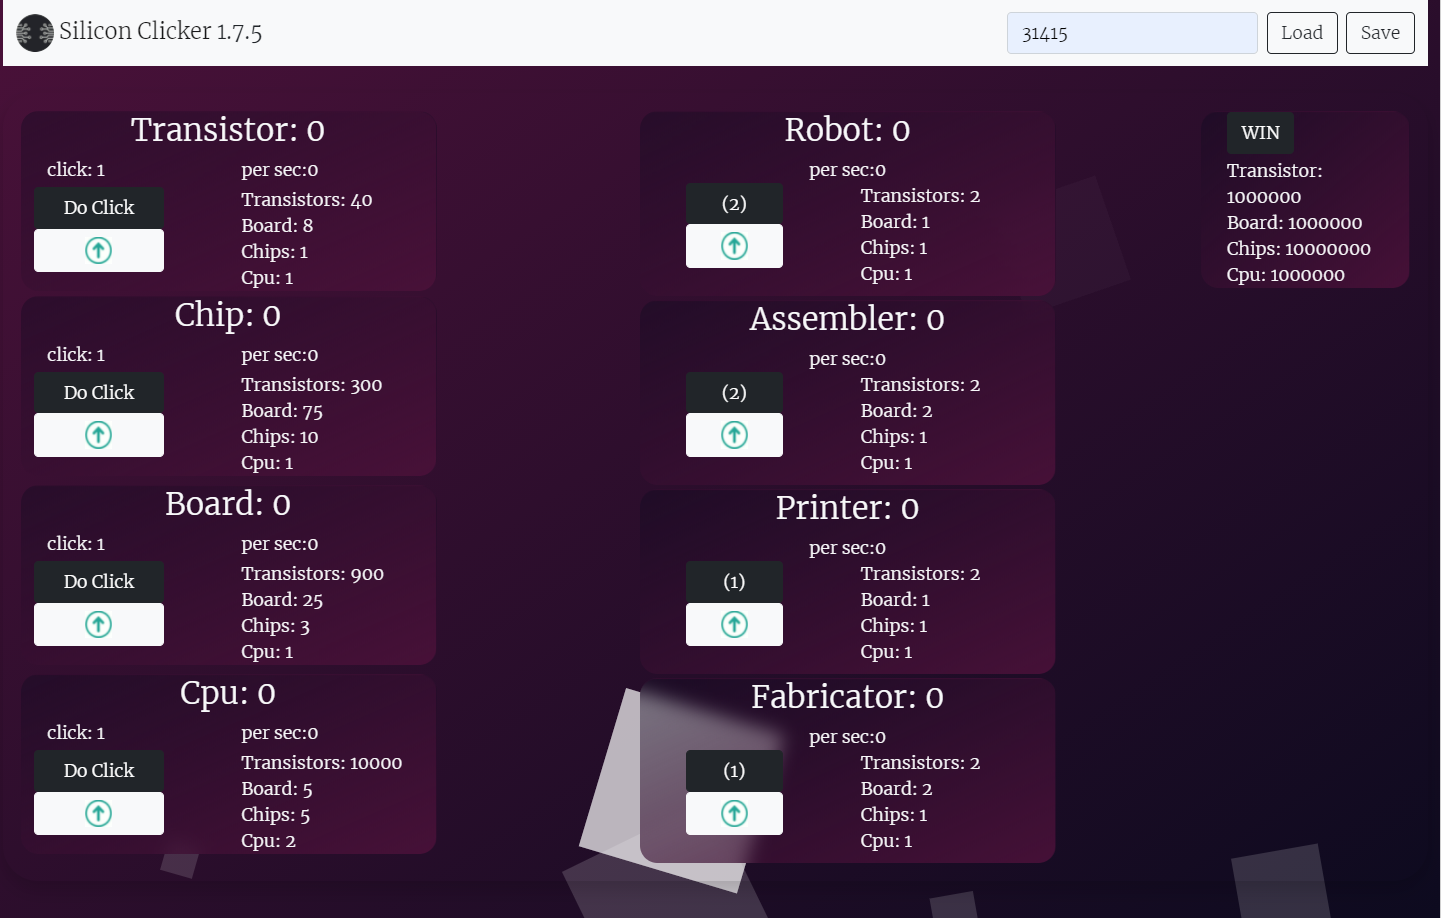 Silicon Clicker 1.7.5
31415
Load
Save
Transistor: 0
click: 1
per sec:0
Do Click
Transistors: 40
Board: 8
Chips: 1
Cpu: 1
Chip: 0
click: 1
per sec:0
Do Click
Transistors: 300
Board: 75
Chips: 10
Cpu: 1
Board: 0
click: 1
per sec:0
Do Click
Transistors: 900
Board: 25
Chips: 3
Cpu: 1
Cpu: 0
click: 1
per sec:0
Do Click
Transistors: 10000
Board: 5
Chips: 5
Cpu: 2
Robot: 0
per sec:0
(2)
Transistors: 2
Board: 1
Chips: 1
Cpu: 1
Assembler: 0
per sec:0
(2)
Transistors: 2
Board: 2
Chips: 1
Cpu: 1
Printer: 0
per sec:0
(1)
Transistors: 2
Board: 1
Chips: 1
Cpu: 1
Fabricator: 0
per sec:0
(1)
Transistors: 2
Board: 2
Chips: 1
Cpu: 1
WIN
Transistor:
1000000
Board: 1000000
Chips: 10000000
Cpu: 1000000